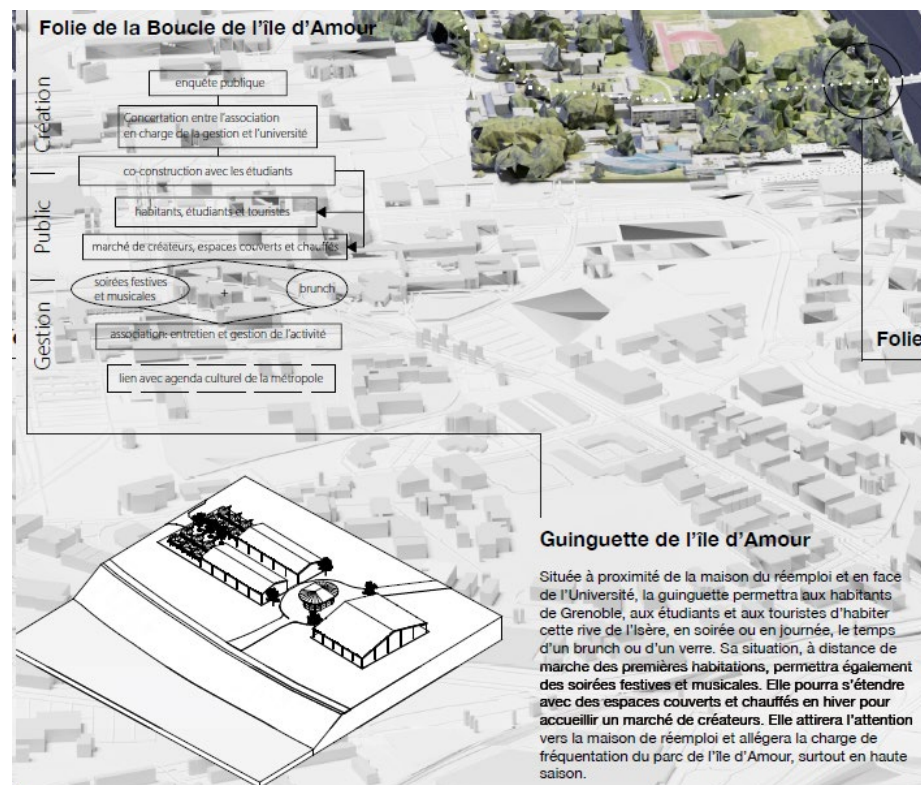 Folie de la Boucle de l'île d'Amour
Création
enquête publique
Concertation entre l'association
en charge de la gestion et l'université
co-construction avec les étudiants
Public
habitants, étudiants et touristes
marché de créateurs, espaces couverts et chauffés
Gestion
soirées festives
et musicales
+
brunch
association: entretien et gestion de l'activité
lien avec agenda culturel de la métropole
Folie
Guinguette de l'île d'Amour
Située à proximité de la maison du réemploi et en face
de l'Université, la guinguette permettra aux habitants
de Grenoble, aux étudiants et aux touristes d'habiter
cette rive de l'Isère, en soirée ou en journée, le temps
d'un brunch ou d'un verre. Sa situation, à distance de
marche des premières habitations, permettra également
des soirées festives et musicales. Elle pourra s'étendre
avec des espaces couverts et chauffés en hiver pour
accueillir un marché de créateurs. Elle attirera l'attention
vers la maison de réemploi et allégera la charge de
fréquentation du parc de l'île d'Amour, surtout en haute
saison.